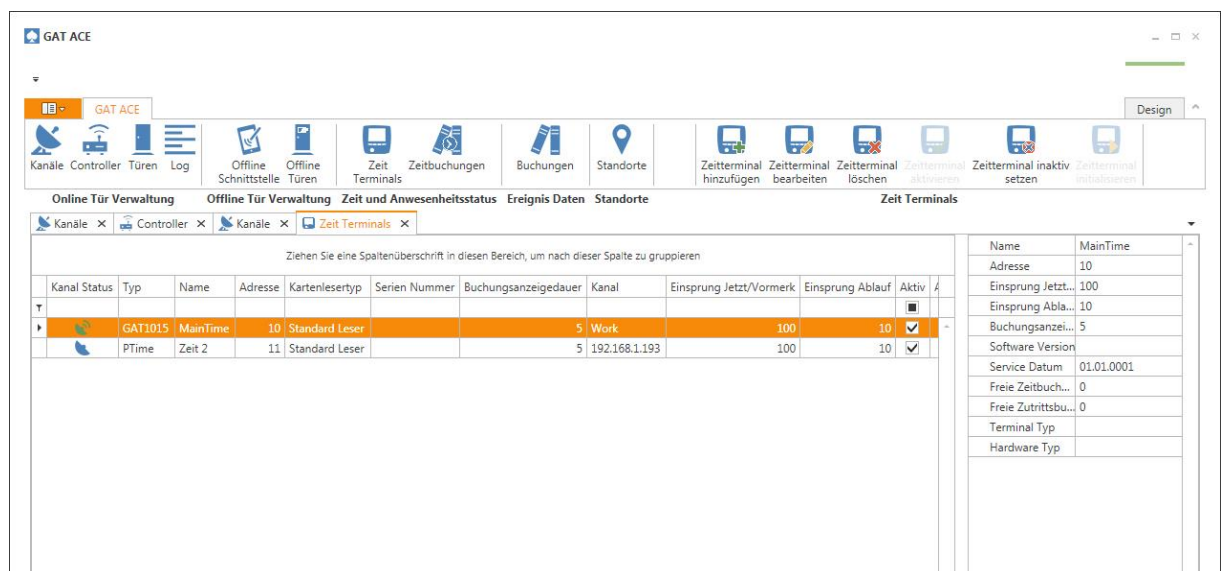 GAT ACE
GAT ACE
Design
Kanäle Controller Türen Log Offline Schnittstelle Offline Türen Zeit Terminals Zeitbuchungen Buchungen Standorte Zeitterminal hinzufügen Zeitterminal bearbeiten Zeitterminal löschen Zeitterminal aktivieren Zeitterminal inaktiv setzen Zeitterminal initialisieren
Online Tür Verwaltung Offline Tür Verwaltung Zeit und Anwesenheitsstatus Ereignis Daten Standorte Zeit Terminals
Kanäle Controller Kanäle Zeit Terminals
Ziehen Sie eine Spaltenüberschrift in diesen Bereich, um nach dieser Spalte zu gruppieren
Kanal Status Typ Name Adresse Kartenlesertyp Serien Nummer Buchungsanzeigedauer Kanal Einsprung Jetzt/Vormerk Einsprung Ablauf Aktiv
GAT1015 MainTime 10 Standard Leser 5 Work 100 10
PTime Zeit 2 11 Standard Leser 5 192.168.1.193 100 10
Name MainTime
Adresse 10
Einsprung Jetzt... 100
Einsprung Abla... 10
Buchungsanzei... 5
Software Version
Service Datum 01.01.0001
Freie Zeitbuch... 0
Freie Zutrittsbu... 0
Terminal Typ
Hardware Typ